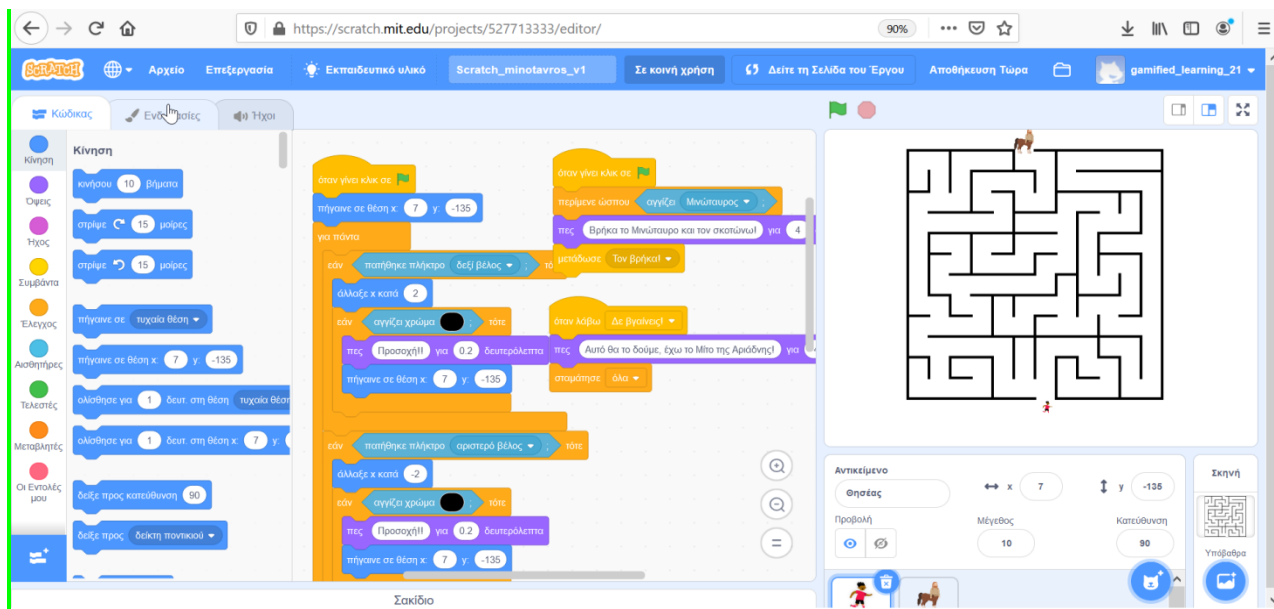 https://scratch.mit.edu/projects/527713333/editor/
90%
SCRATCH
Αρχείο
Επεξεργασία
Εκπαιδευτικό υλικό
Scratch_minotavros_v1
Σε κοινή χρήση
Δείτε τη Σελίδα του Έργου
Αποθήκευση Τώρα
gamified_learning_21
Κώδικας
Ήχοι
Κίνηση
Όψεις
Ήχος
Συμβάντα
Έλεγχος
Αισθητήρες
Τελεστές
Μεταβλητές
Οι Εντολές
μου
Κίνηση
κινήσου 10 βήματα
στρίψε 15 μοίρες
στρίψε 15 μοίρες
πήγαινε σε τυχαία θέση
πήγαινε σε θέση x: 7 y: -135
ολίσθησε για 1 δευτ. στη θέση τυχαία θέση
ολίσθησε για 1 δευτ. στη θέση x: 7 y:
δείξε προς κατεύθυνση 90
δείξε προς δείκτη ποντικιού
όταν γίνει κλικ σε
πήγαινε σε θέση x: 7 y: -135
για πάντα
εάν πατήθηκε πλήκτρο δεξί βέλος ;
άλλαξε x κατά 2
εάν αγγίζει χρώμα ; τότε
πες Προσοχή!! για 0.2 δευτερόλεπτα
πήγαινε σε θέση x: 7 y: -135
εάν πατήθηκε πλήκτρο αριστερό βέλος ; τότε
άλλαξε x κατά -2
εάν αγγίζει χρώμα ; τότε
πες Προσοχή!! για 0.2 δευτερόλεπτα
πήγαινε σε θέση x: 7 y: -135
όταν γίνει κλικ σε
περίμενε ώσπου αγγίζει Μινώταυρος ;
πες Βρήκα το Μινώταυρο και τον σκοτώνω! για 4
μετάδωσε Τον βρήκα!
όταν λάβω Δε βγαίνεις!
πες Αυτό θα το δούμε, έχω το Μίτο της Αριάδνης! για
σταμάτησε όλα
Σακίδιο
Αντικείμενο
Θησέας
x 7
y -135
Προβολή
Μέγεθος
10
Κατεύθυνση
90
Σκηνή
Υπόβαθρα